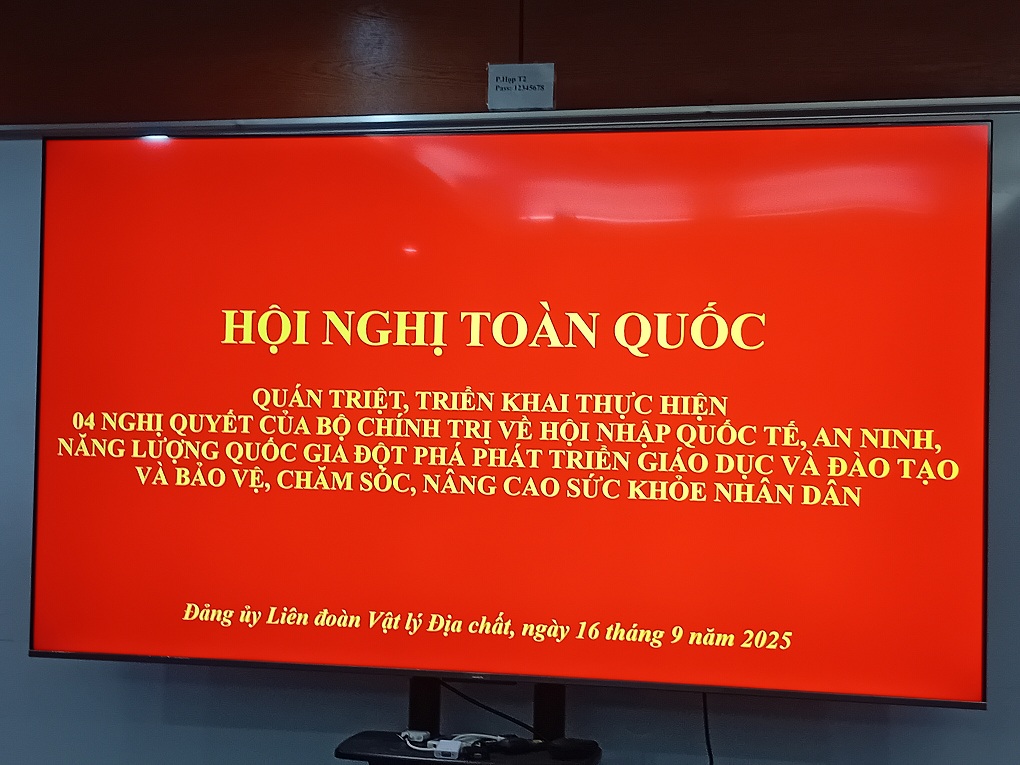 P.Họp T2
Pass: 12345678
HỘI NGHỊ TOÀN QUỐC
QUÁN TRIỆT, TRIỂN KHAI THỰC HIỆN
04 NGHỊ QUYẾT CỦA BỘ CHÍNH TRỊ VỀ HỘI NHẬP QUỐC TẾ, AN NINH,
NĂNG LƯỢNG QUỐC GIA ĐỘT PHÁ PHÁT TRIỂN GIÁO DỤC VÀ ĐÀO TẠO
VÀ BẢO VỆ, CHĂM SÓC, NÂNG CAO SỨC KHỎE NHÂN DÂN
Đảng ủy Liên đoàn Vật lý Địa chất, ngày 16 tháng 9 năm 2025